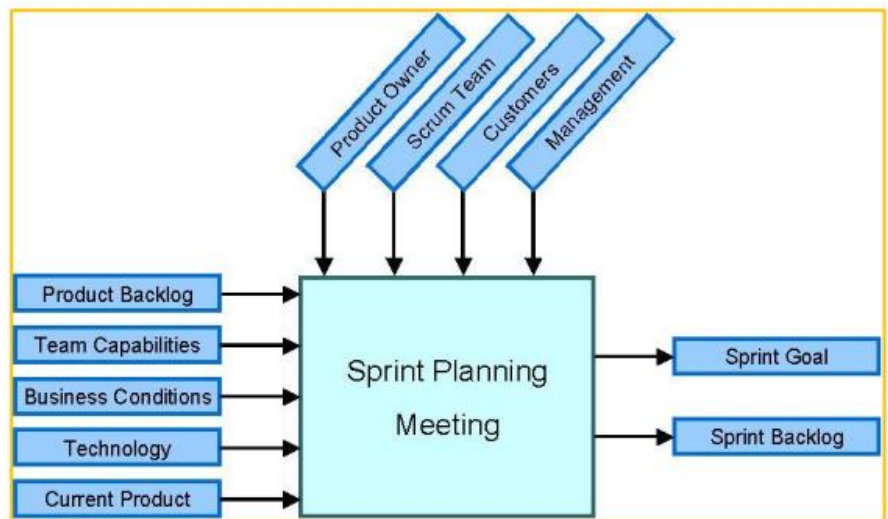 Product Owner
Scrum Team
Customers
Management
Product Backlog
Team Capabilities
Business Conditions
Technology
Current Product
Sprint Planning
Meeting
Sprint Goal
Sprint Backlog